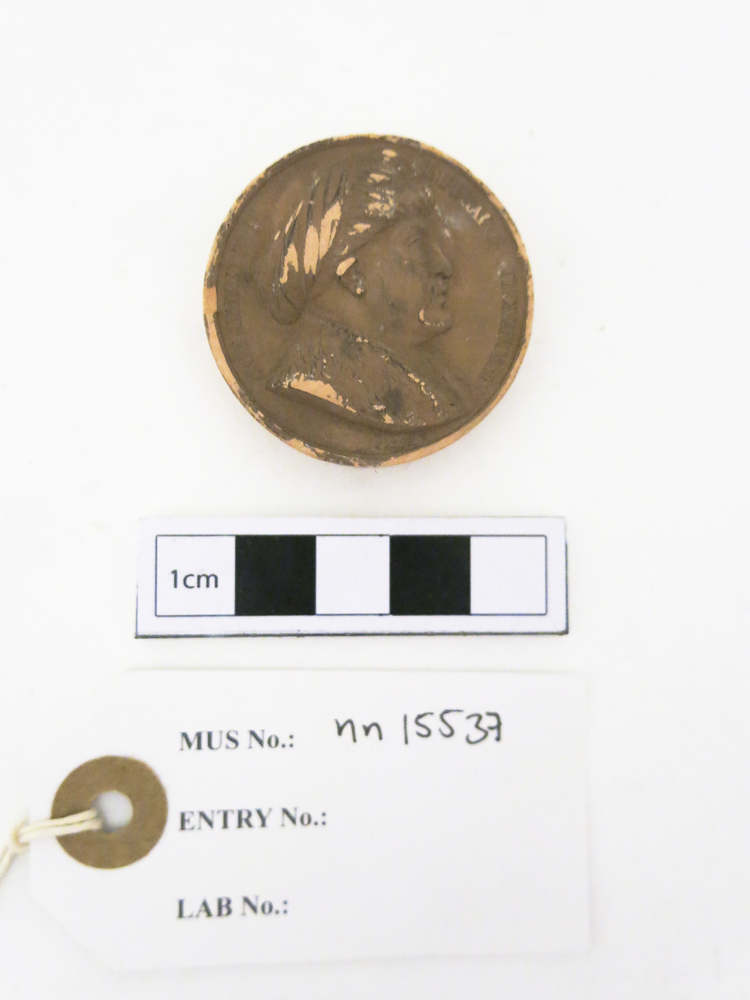 1cm
MUS No.: nn 15537
ENTRY No.:
LAB No.: